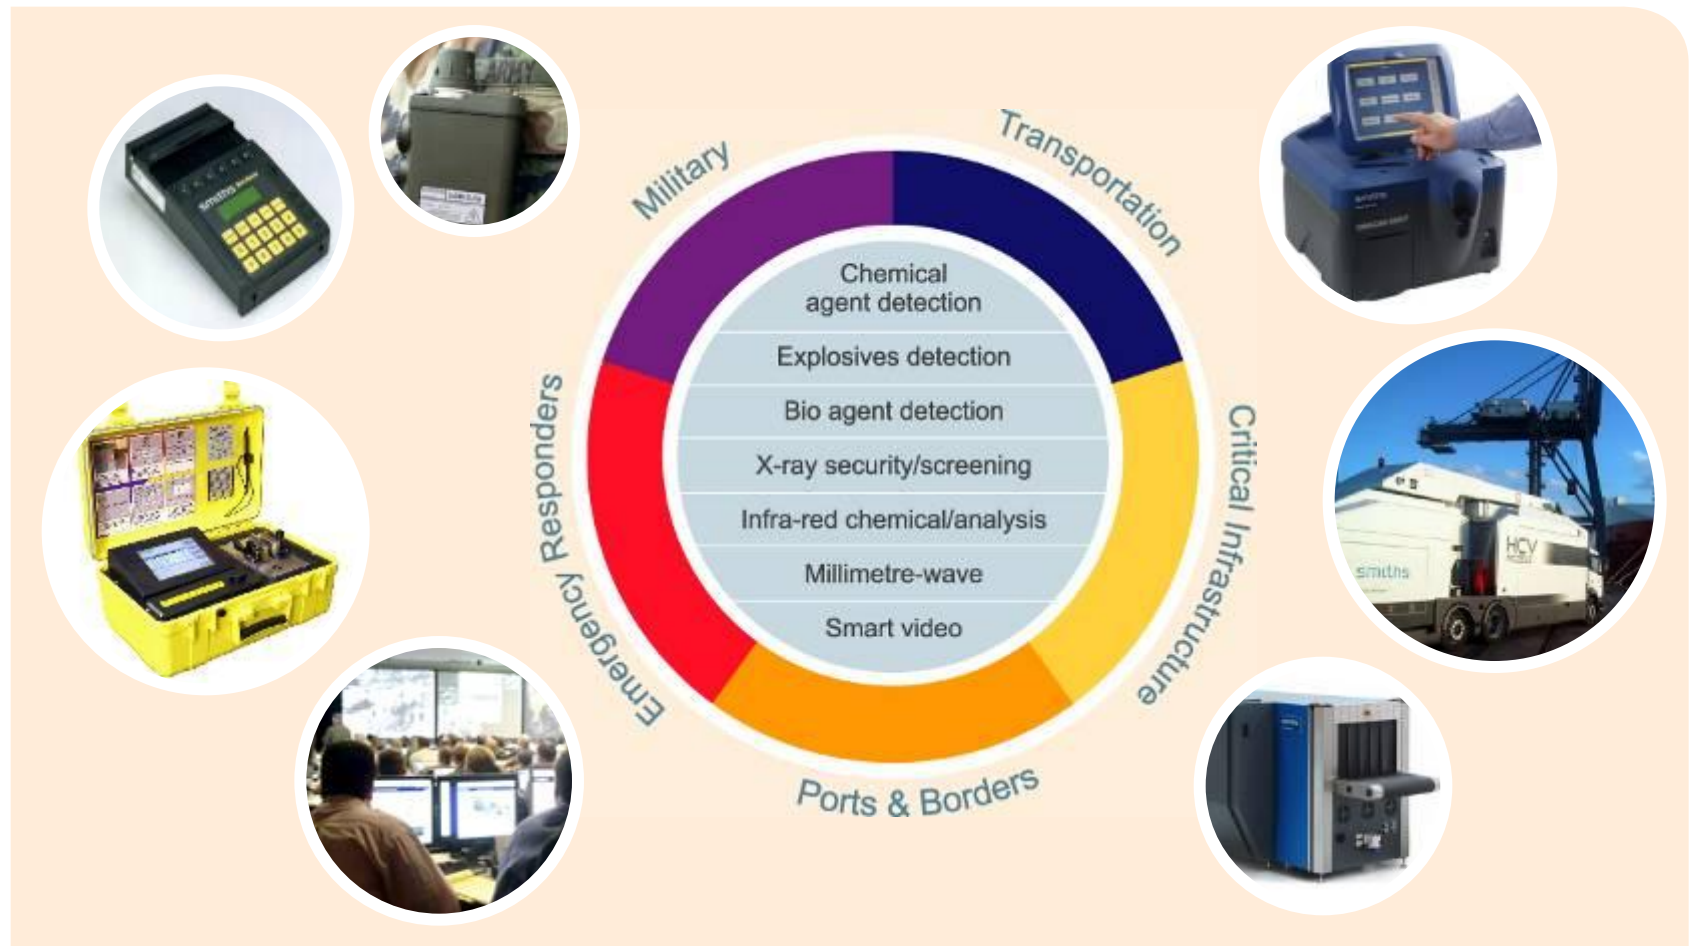 Military
Transportation
Critical Infrastructure
Ports & Borders
Emergency Responders
Chemical
agent detection
Explosives detection
Bio agent detection
X-ray security/screening
Infra-red chemical/analysis
Millimetre-wave
Smart video
smiths
smiths
smiths
HCV